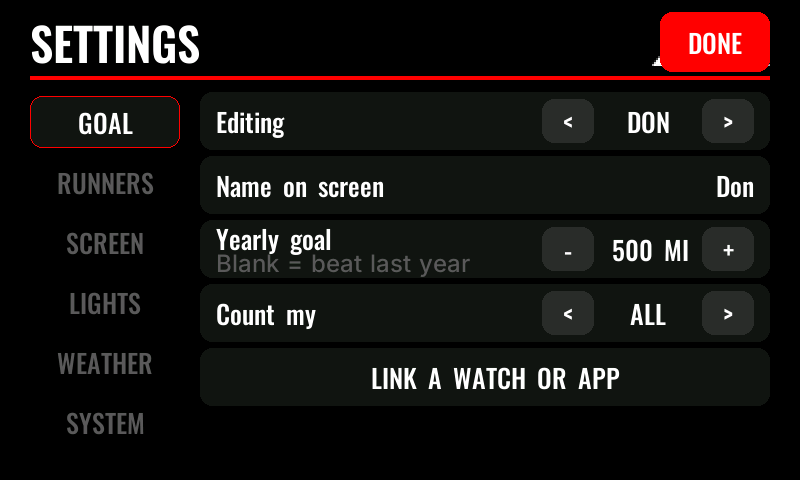 SETTINGS
DONE
GOAL
RUNNERS
SCREEN
LIGHTS
WEATHER
SYSTEM
Editing
< DON >
Name on screen
Don
Yearly goal
Blank = beat last year
- 500 MI +
Count my
< ALL >
LINK A WATCH OR APP